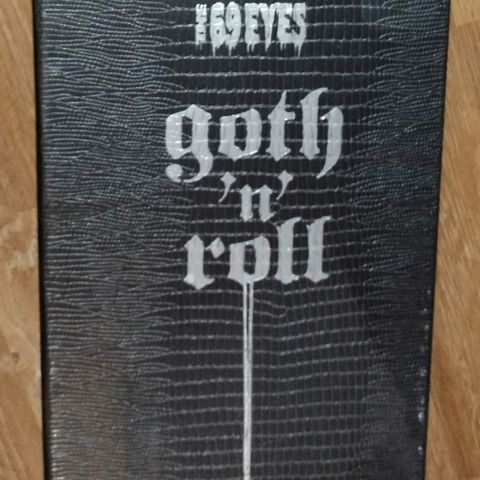 THE 69 EYES
goth
'n'
roll